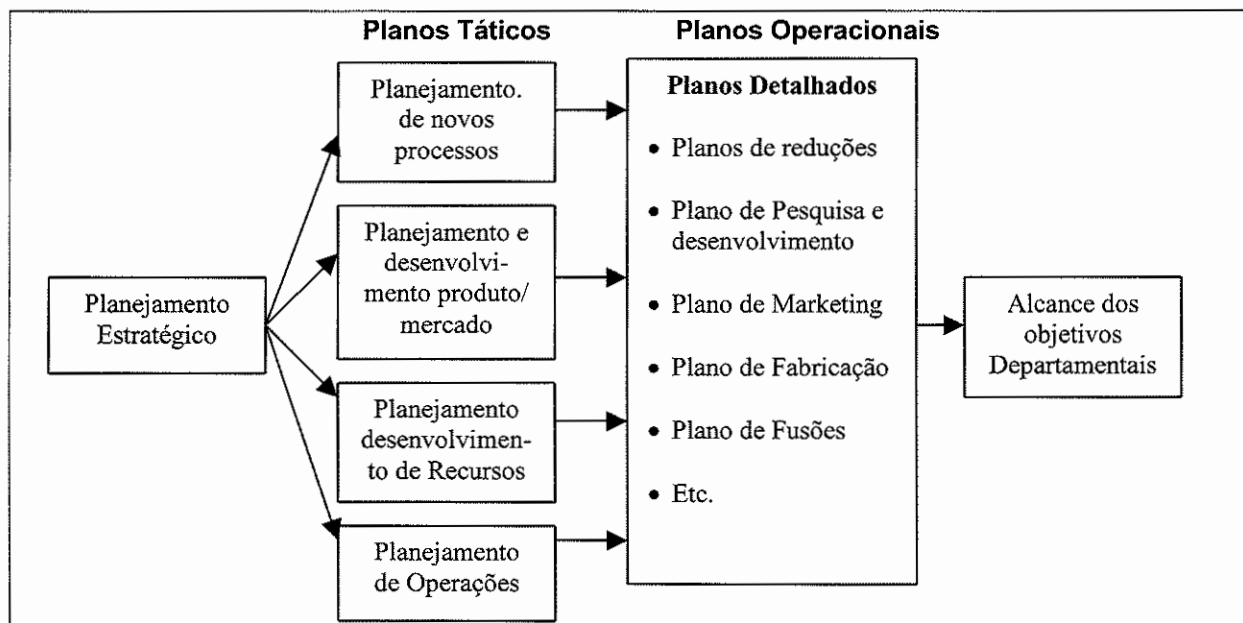 Planos Táticos
Planos Operacionais
Planejamento
Estratégico
Planejamento.
de novos
processos
Planejamento e
desenvolvi-
mento produto/
mercado
Planejamento
desenvolvimen-
to de Recursos
Planejamento
de Operações
Planos Detalhados
• Planos de reduções
• Plano de Pesquisa e
desenvolvimento
• Plano de Marketing
• Plano de Fabricação
• Plano de Fusões
• Etc.
Alcance dos
objetivos
Departamentais